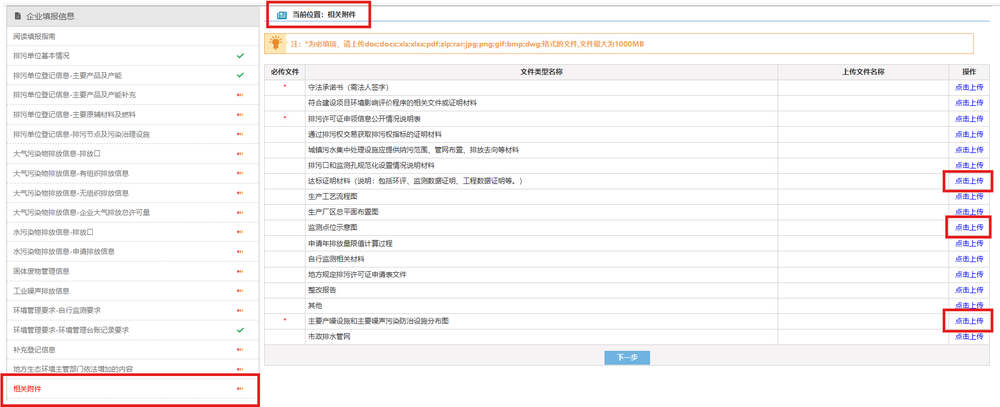 企业填报信息
阅读填报指南
排污单位基本情况
排污单位登记信息-主要产品及产能
排污单位登记信息-主要产品及产能补充
排污单位登记信息-主要原辅材料及燃料
排污单位登记信息-排污节点及污染治理设施
大气污染物排放信息-排放口
大气污染物排放信息-有组织排放信息
大气污染物排放信息-无组织排放信息
大气污染物排放信息-企业大气排放总许可量
水污染物排放信息-排放口
水污染物排放信息-申请排放信息
固体废物管理信息
工业噪声排放信息
环境管理要求-自行监测要求
环境管理要求-环境管理台账记录要求
补充登记信息
地方生态环境主管部门依法增加的内容
相关附件
当前位置：相关附件
注：*为必填项，请上传doc;docx;xls;xlsx;pdf;zip;rar;jpg;png;gif;bmp;dwg;格式的文件,文件最大为1000MB
必传文件 文件类型名称 上传文件名称 操作
* 守法承诺书（需法人签字） 点击上传
符合建设项目环境影响评价程序的相关文件或证明材料 点击上传
* 排污许可证申领信息公开情况说明表 点击上传
通过排污权交易获取排污权指标的证明材料 点击上传
城镇污水集中处理设施应提供纳污范围、管网布置、排放去向等材料 点击上传
排污口和监测孔规范化设置情况说明材料 点击上传
达标证明材料（说明：包括环评、监测数据证明、工程数据证明等。） 点击上传
生产工艺流程图 点击上传
生产厂区总平面布置图 点击上传
监测点位示意图 点击上传
申请年排放量限值计算过程 点击上传
自行监测相关材料 点击上传
地方规定排污许可证申请表文件 点击上传
整改报告 点击上传
其他 点击上传
* 主要产噪设施和主要噪声污染防治设施分布图 点击上传
市政排水管网 点击上传
下一步